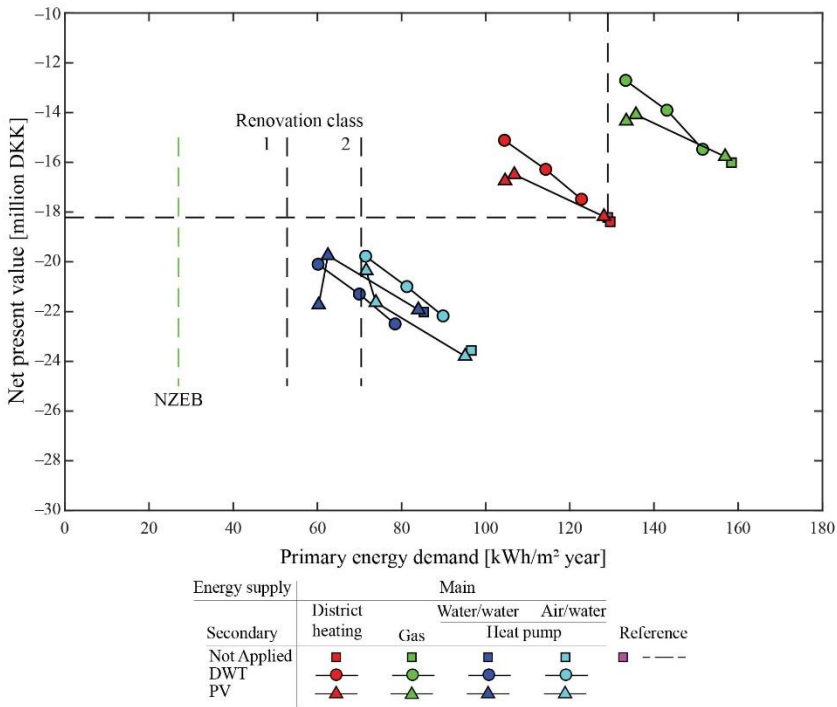 Net present value [million DKK]
−10
−12
−14
−16
−18
−20
−22
−24
−26
−28
−30
Renovation class
1 2
NZEB
0 20 40 60 80 100 120 140 160 180
Primary energy demand [kWh/m² year]
Energy supply Main
District heating Gas Water/water Air/water
Heat pump
Secondary Reference
Not Applied
DWT
PV